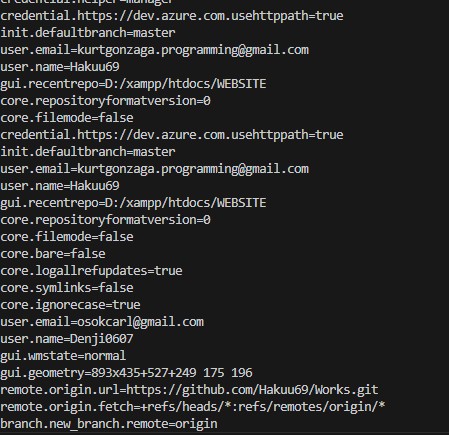 credential.helper=manager
credential.https://dev.azure.com.usehttppath=true
init.defaultbranch=master
user.email=kurtgonzaga.programming@gmail.com
user.name=Hakuu69
gui.recentrepo=D:/xampp/htdocs/WEBSITE
core.repositoryformatversion=0
core.filemode=false
credential.https://dev.azure.com.usehttppath=true
init.defaultbranch=master
user.email=kurtgonzaga.programming@gmail.com
user.name=Hakuu69
gui.recentrepo=D:/xampp/htdocs/WEBSITE
core.repositoryformatversion=0
core.filemode=false
core.bare=false
core.logallrefupdates=true
core.symlinks=false
core.ignorecase=true
user.email=osokcarl@gmail.com
user.name=Denji0607
gui.wmstate=normal
gui.geometry=893x435+527+249 175 196
remote.origin.url=https://github.com/Hakuu69/Works.git
remote.origin.fetch=+refs/heads/*:refs/remotes/origin/*
branch.new_branch.remote=origin